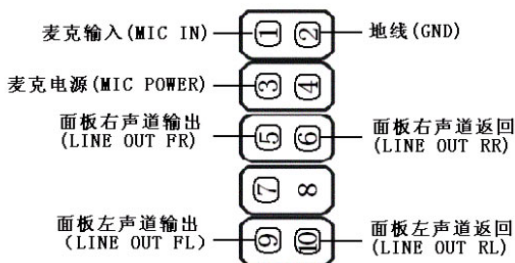 麦克输入(MIC IN)
1 2
地线(GND)
麦克电源(MIC POWER)
3 4
面板右声道输出
(LINE OUT FR)
5 6
面板右声道返回
(LINE OUT RR)
7 8
面板左声道输出
(LINE OUT FL)
9 10
面板左声道返回
(LINE OUT RL)